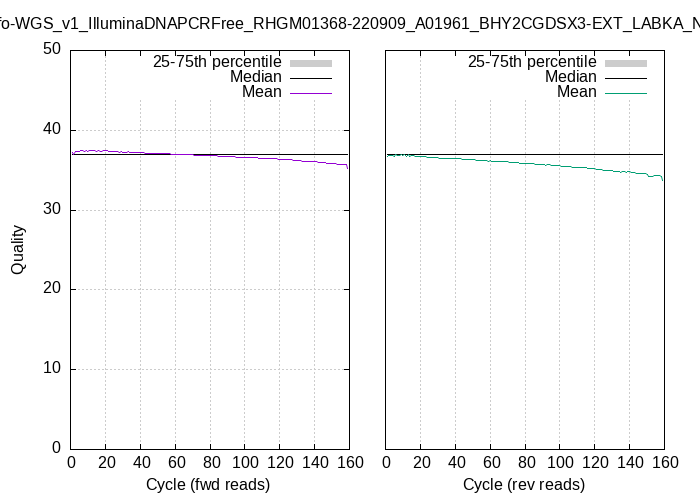 fo-WGS_v1_IlluminaDNAPCRFree_RHGM01368-220909_A01961_BHY2CGDSX3-EXT_LABKA_N
25-75th percentile
Median
Mean
50
40
30
20
10
0
Quality
0 20 40 60 80 100 120 140 160
Cycle (fwd reads)
25-75th percentile
Median
Mean
0 20 40 60 80 100 120 140 160
Cycle (rev reads)